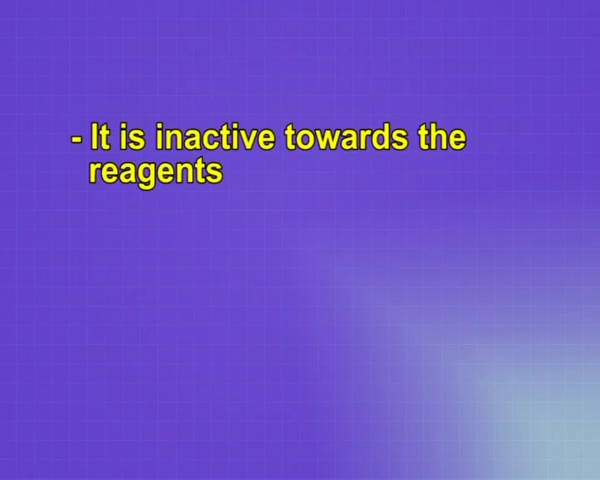 - It is inactive towards the
reagents